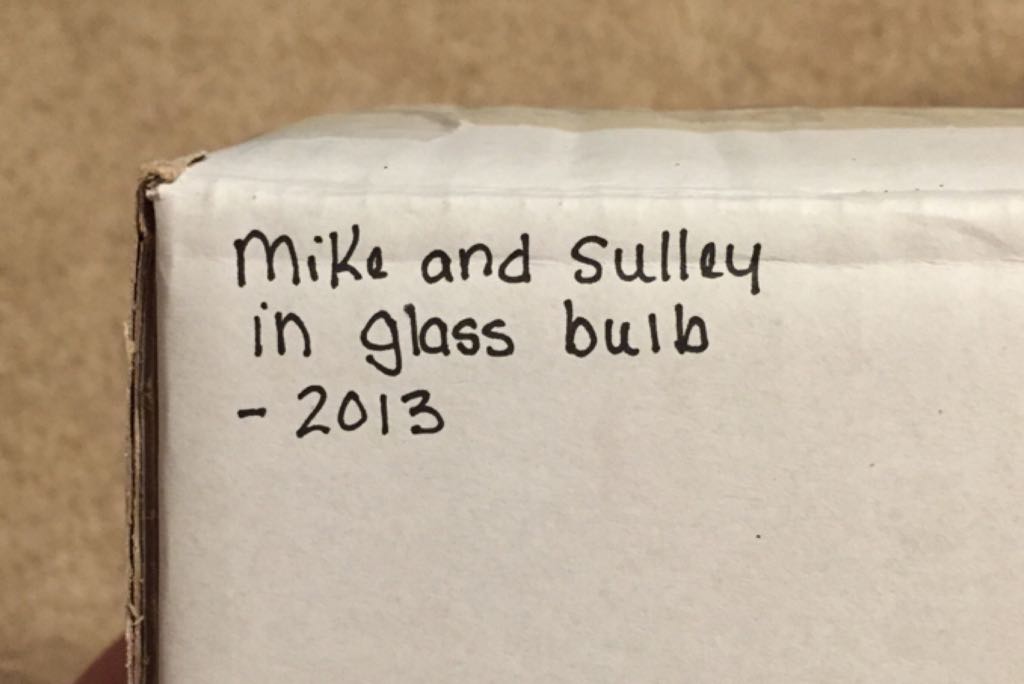 Mike and Sulley
in glass bulb
- 2013